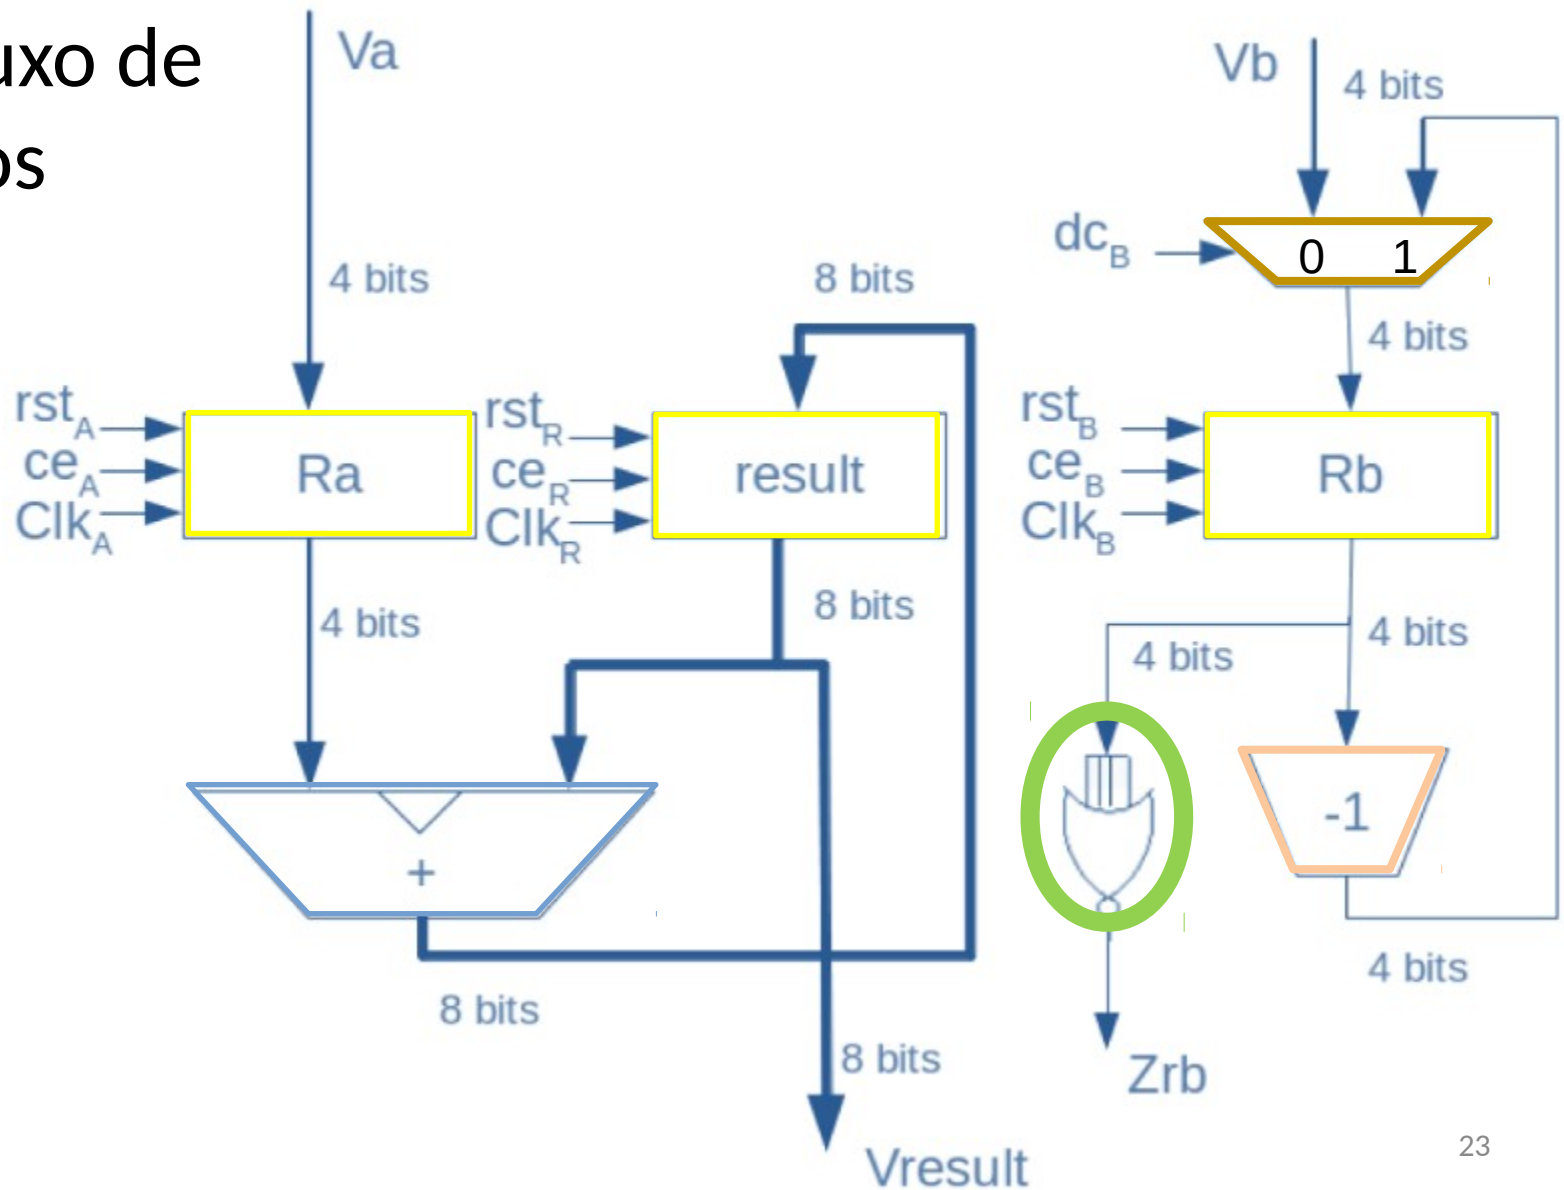 uxo de
os
Va
4 bits
rstA
ceA
ClkA
Ra
4 bits
+
8 bits
8 bits
rstR
ceR
ClkR
result
8 bits
8 bits
Vresult
Vb
4 bits
dcB
0 1
4 bits
rstB
ceB
ClkB
Rb
4 bits
4 bits
-1
4 bits
Zrb
23